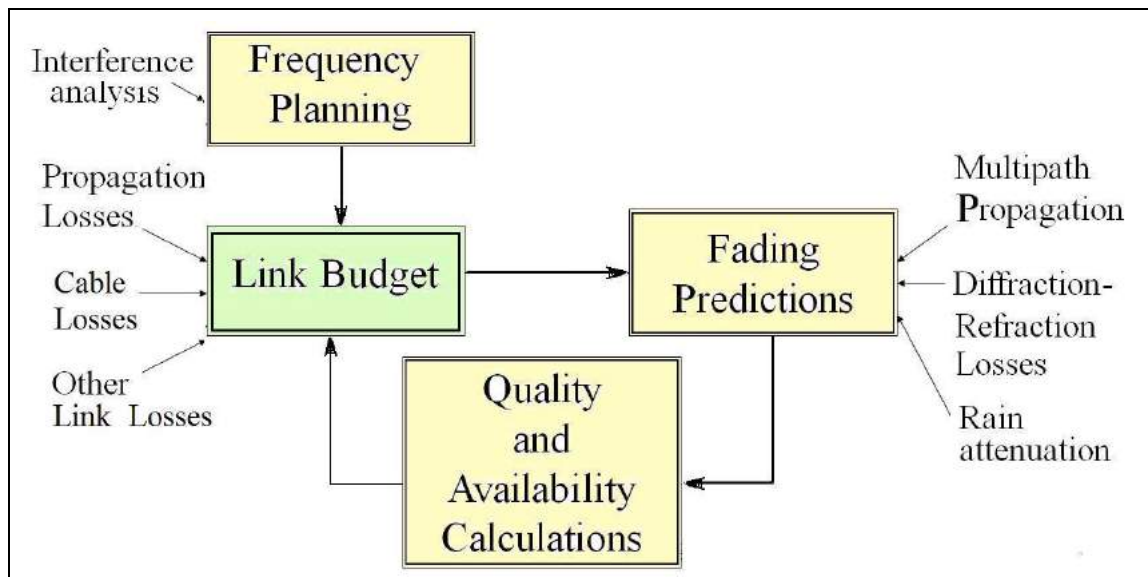 Interference
analysis
Frequency
Planning
Propagation
Losses
Cable
Losses
Other
Link Losses
Link Budget
Fading
Predictions
Multipath
Propagation
Diffraction-
Refraction
Losses
Rain
attenuation
Quality
and
Availability
Calculations